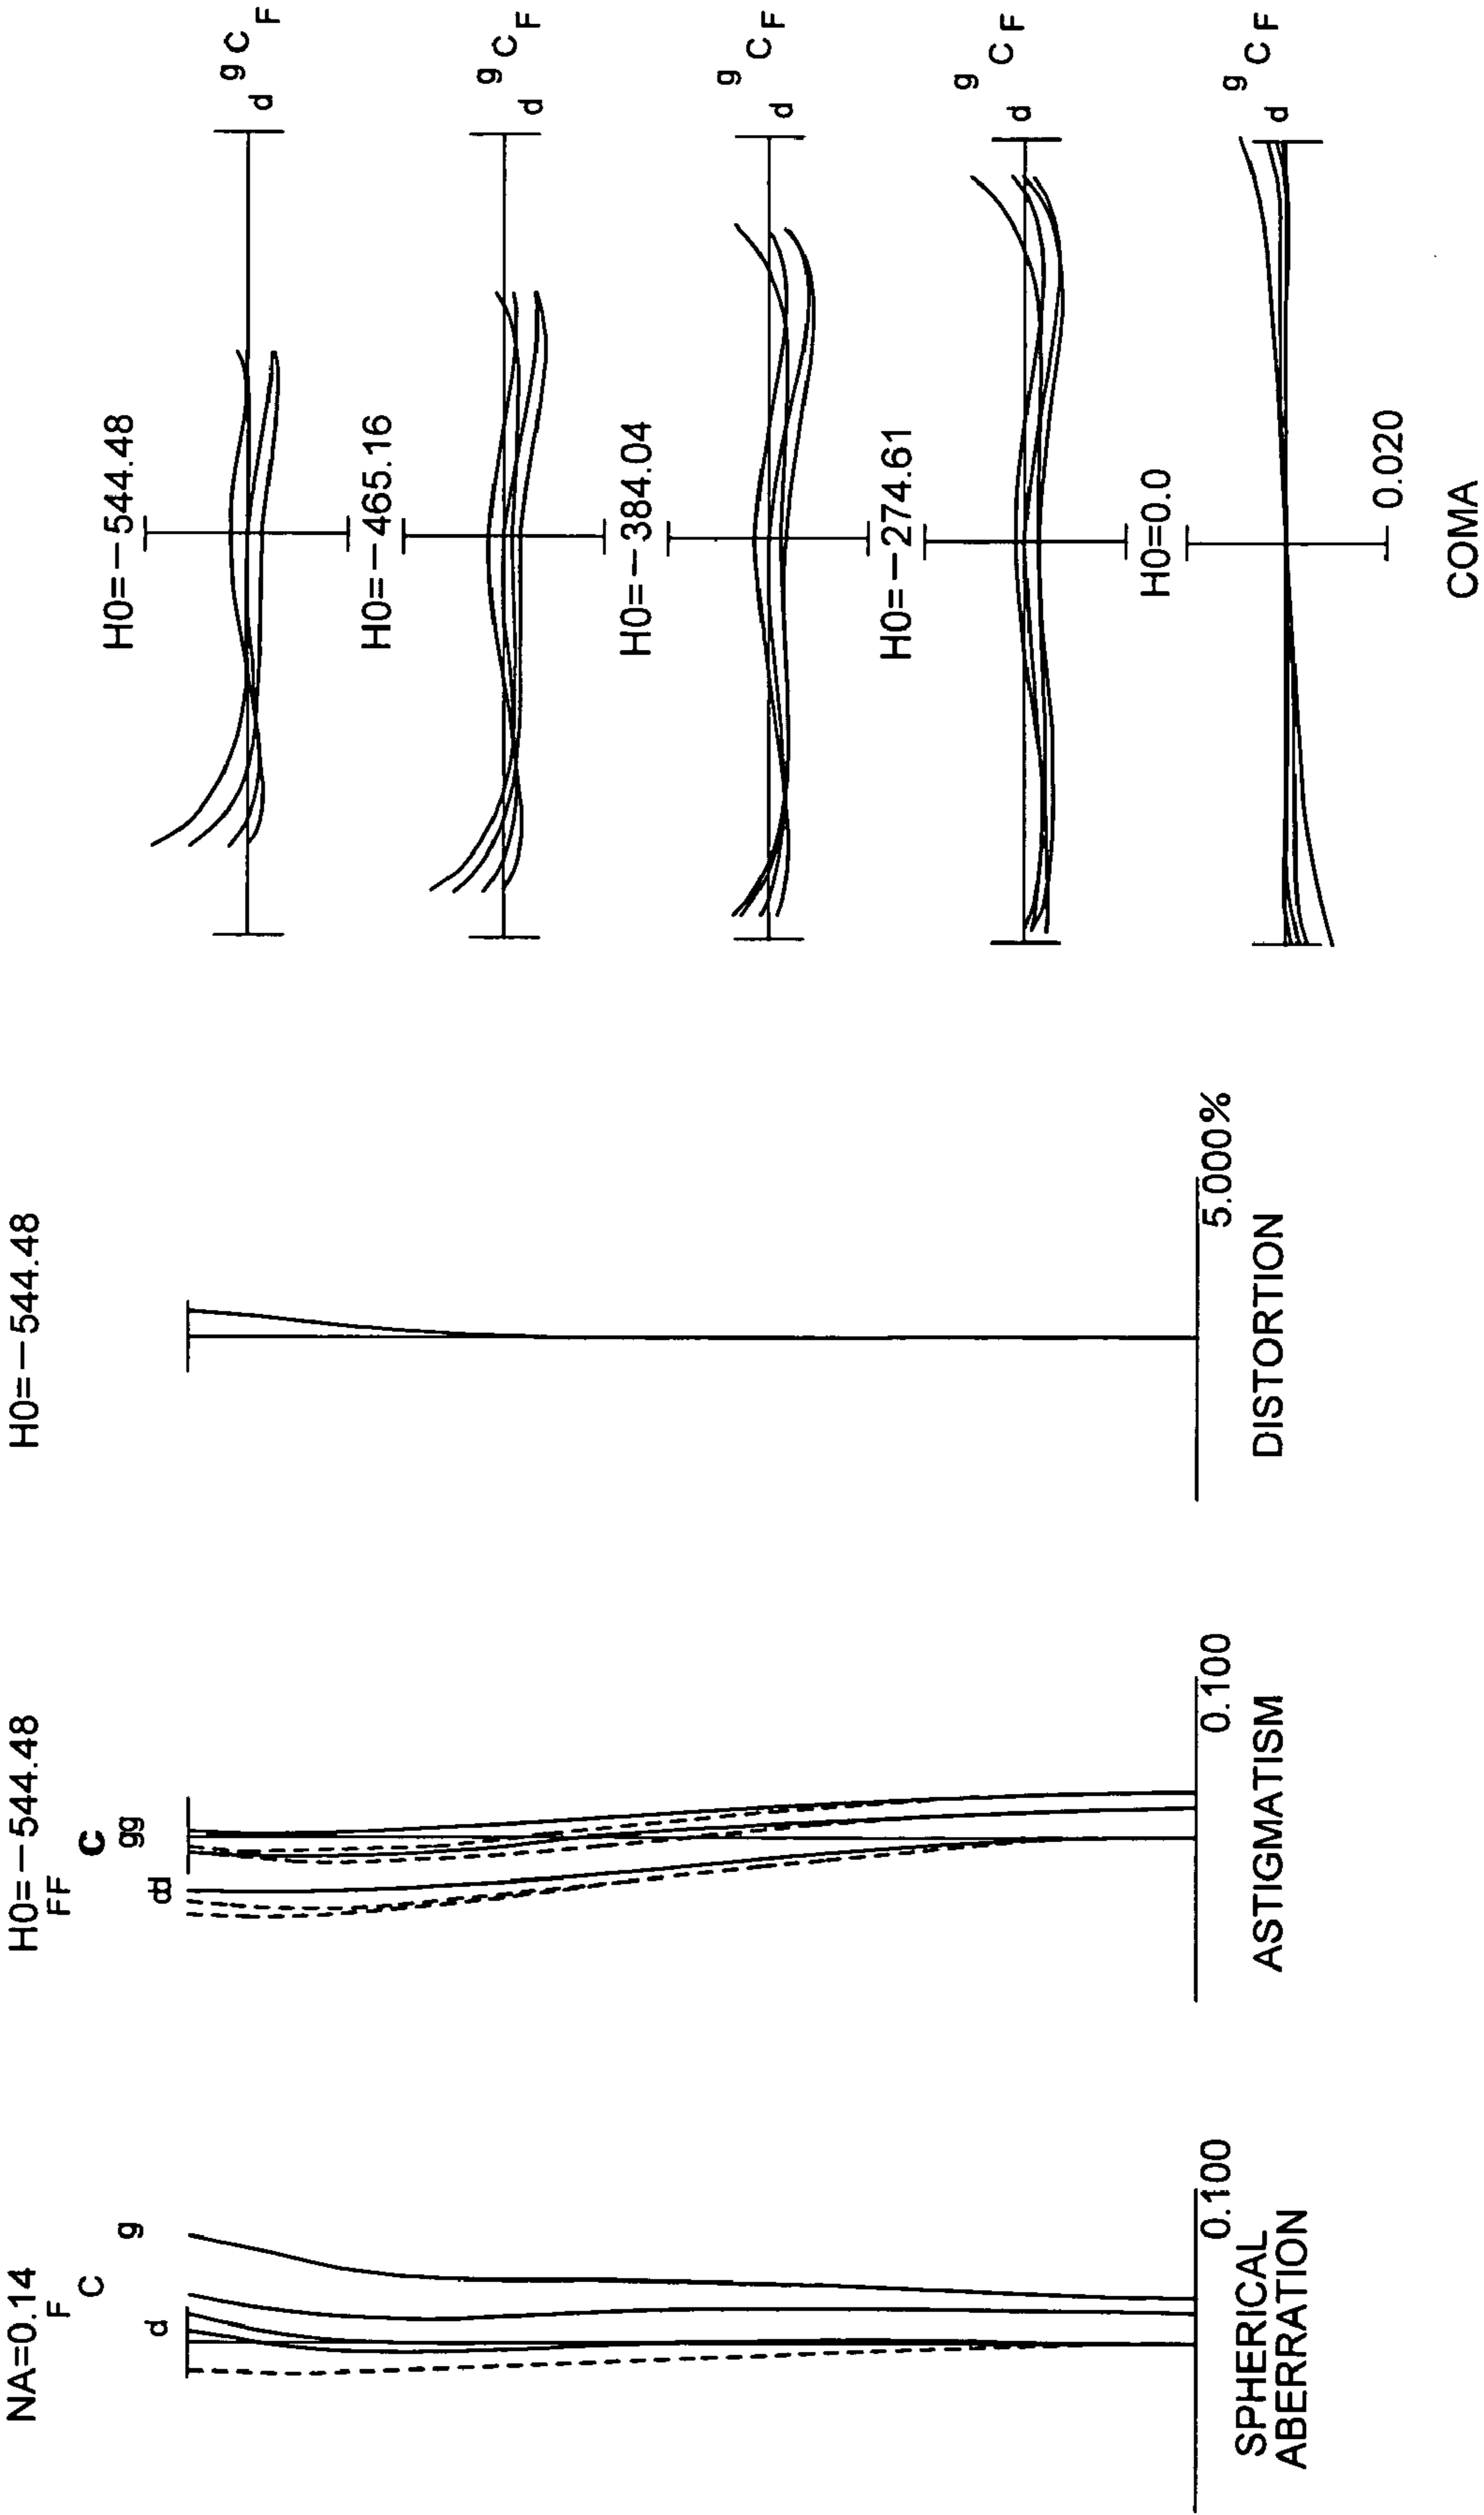 NA=0.14
F
C
d
g
0.100
SPHERICAL
ABERRATION
H0=−544.48
FF
C
dd
gg
0.100
ASTIGMATISM
H0=−544.48
5.000%
DISTORTION
H0=−544.48
d
g
C
F
H0=−465.16
d
g
C
F
H0=−384.04
d
g
C
F
H0=−274.61
d
g
C
F
H0=0.0
d
g
C
F
0.020
COMA